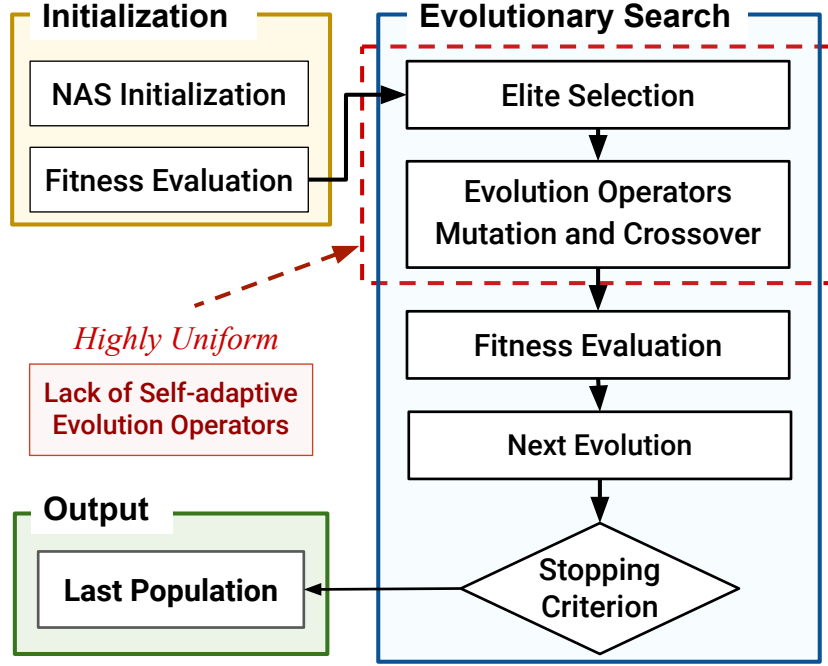 Initialization
NAS Initialization
Fitness Evaluation
Highly Uniform
Lack of Self-adaptive
Evolution Operators
Output
Last Population
Evolutionary Search
Elite Selection
Evolution Operators
Mutation and Crossover
Fitness Evaluation
Next Evolution
Stopping
Criterion